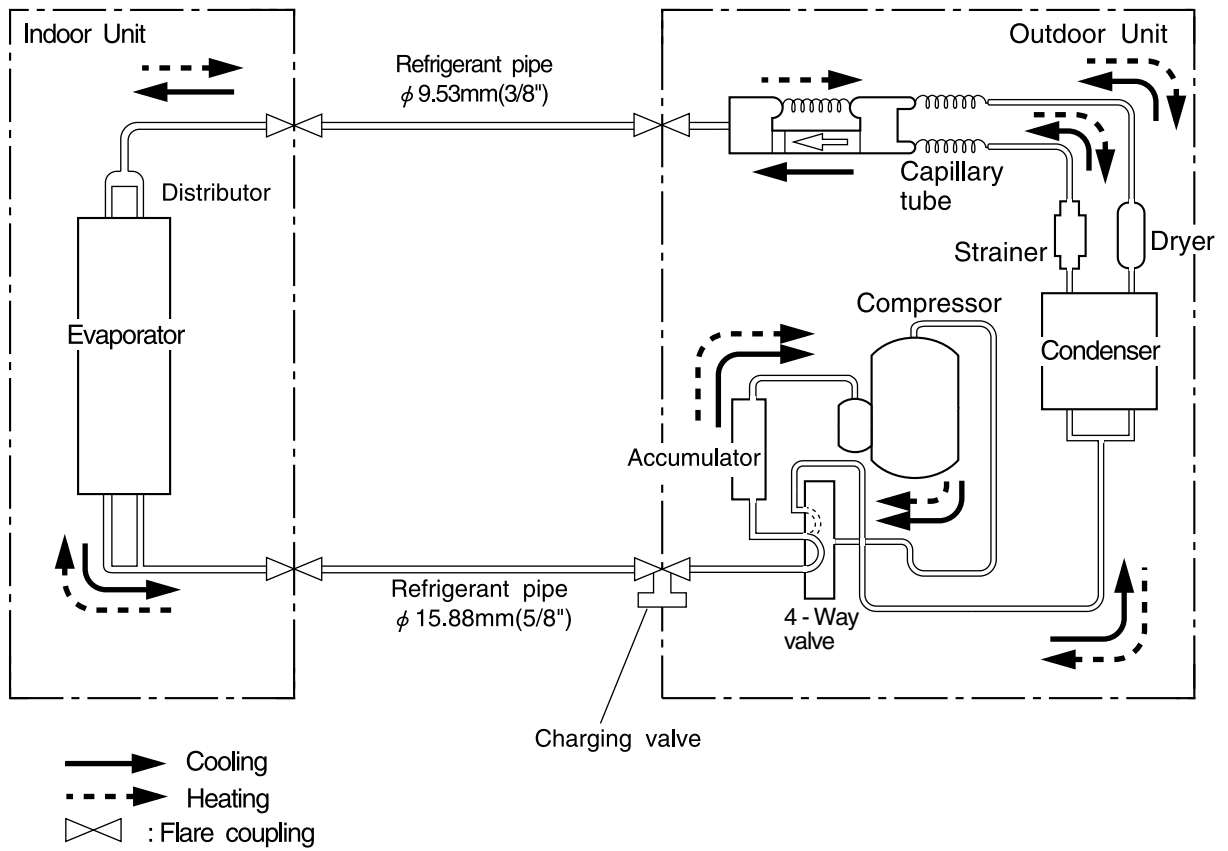 Indoor Unit
Outdoor Unit
Refrigerant pipe
ϕ 9.53mm(3/8")
Distributor
Capillary
tube
Strainer
Dryer
Compressor
Evaporator
Condenser
Accumulator
Refrigerant pipe
ϕ 15.88mm(5/8")
4 - Way
valve
Charging valve
Cooling
Heating
: Flare coupling